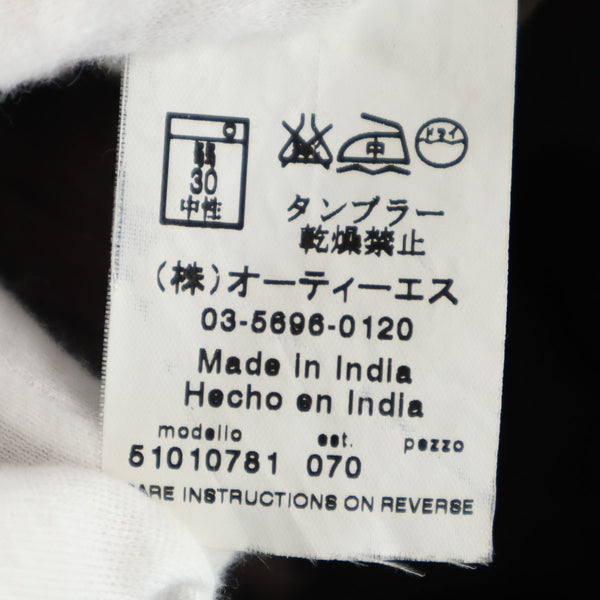 弱
30
中性
中
ドライ
タンブラー
乾燥禁止
(株)オーティーエス
03-5696-0120
Made in India
Hecho en India
modello est. pezzo
51010781 070
CARE INSTRUCTIONS ON REVERSE